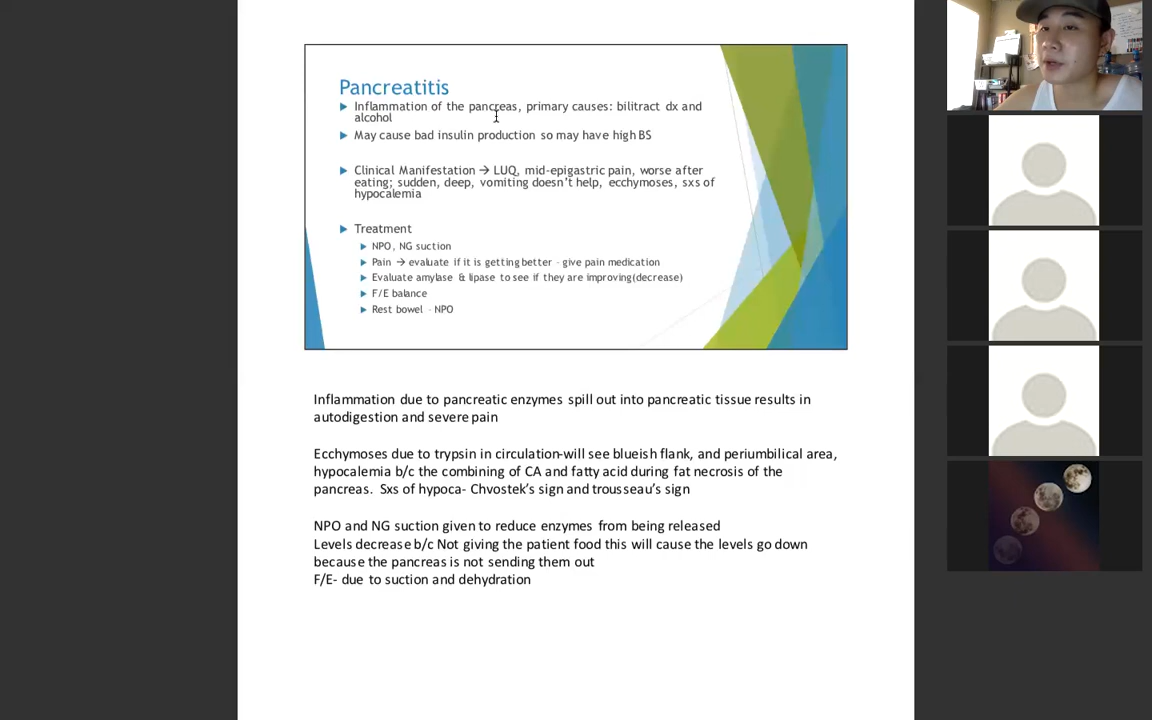 Pancreatitis
Inflammation of the pancreas, primary causes: bilitract dx and
alcohol
May cause bad insulin production so may have high BS
Clinical Manifestation → LUQ, mid-epigastric pain, worse after
eating; sudden, deep, vomiting doesn't help, ecchymoses, sxs of
hypocalemia
Treatment
NPO, NG suction
Pain → evaluate if it is getting better - give pain medication
Evaluate amylase & lipase to see if they are improving(decrease)
F/E balance
Rest bowel - NPO
Inflammation due to pancreatic enzymes spill out into pancreatic tissue results in
autodigestion and severe pain
Ecchymoses due to trypsin in circulation-will see blueish flank, and periumbilical area,
hypocalemia b/c the combining of CA and fatty acid during fat necrosis of the
pancreas. Sxs of hypoca- Chvostek's sign and trousseau's sign
NPO and NG suction given to reduce enzymes from being released
Levels decrease b/c Not giving the patient food this will cause the levels go down
because the pancreas is not sending them out
F/E- due to suction and dehydration